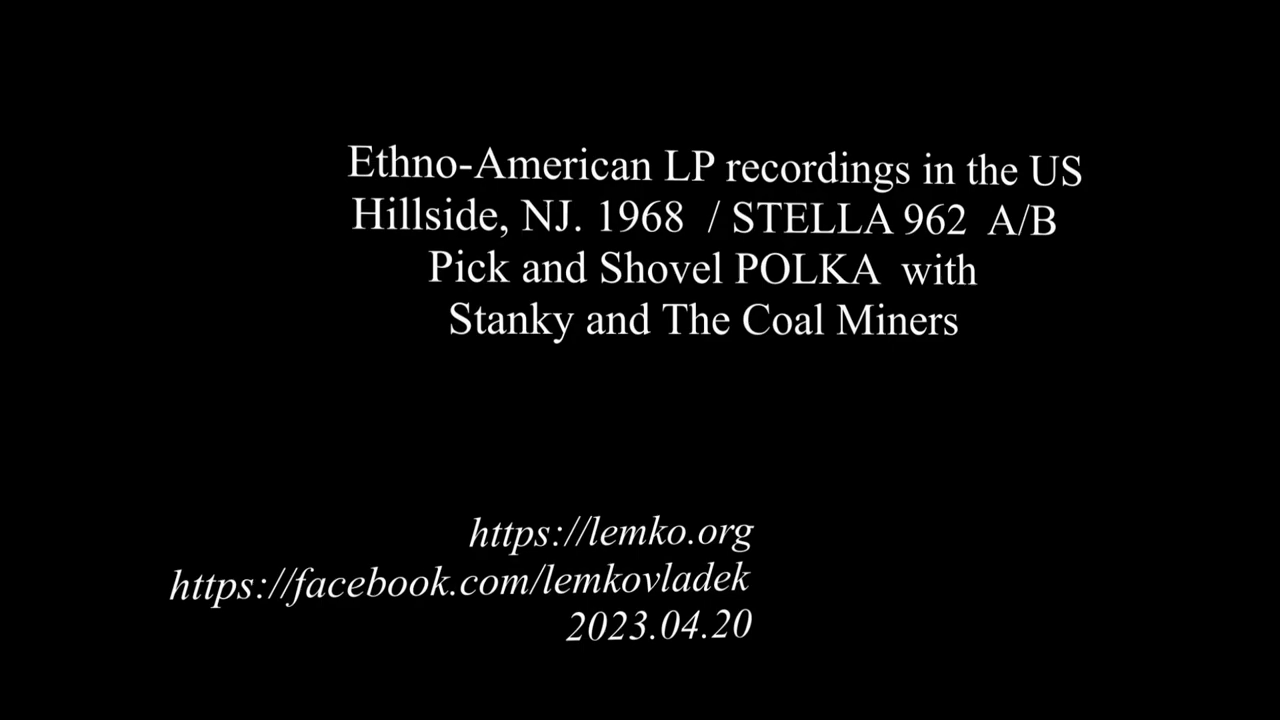 Ethno-American LP recordings in the US
Hillside, NJ. 1968 / STELLA 962 A/B
Pick and Shovel POLKA with
Stanky and The Coal Miners
https://lemko.org
https://facebook.com/lemkovladek
2023.04.20